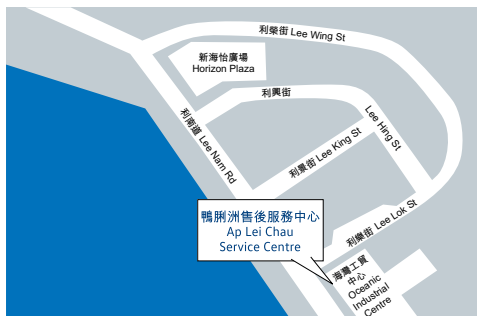 利榮街 Lee Wing St
新海怡廣場
Horizon Plaza
利興街
利南道 Lee Nam Rd
Lee Hing St
利景街 Lee King St
鴨脷洲售後服務中心
Ap Lei Chau
Service Centre
利樂街 Lee Lok St
海灣工貿
中心
Oceanic
Industrial
Centre